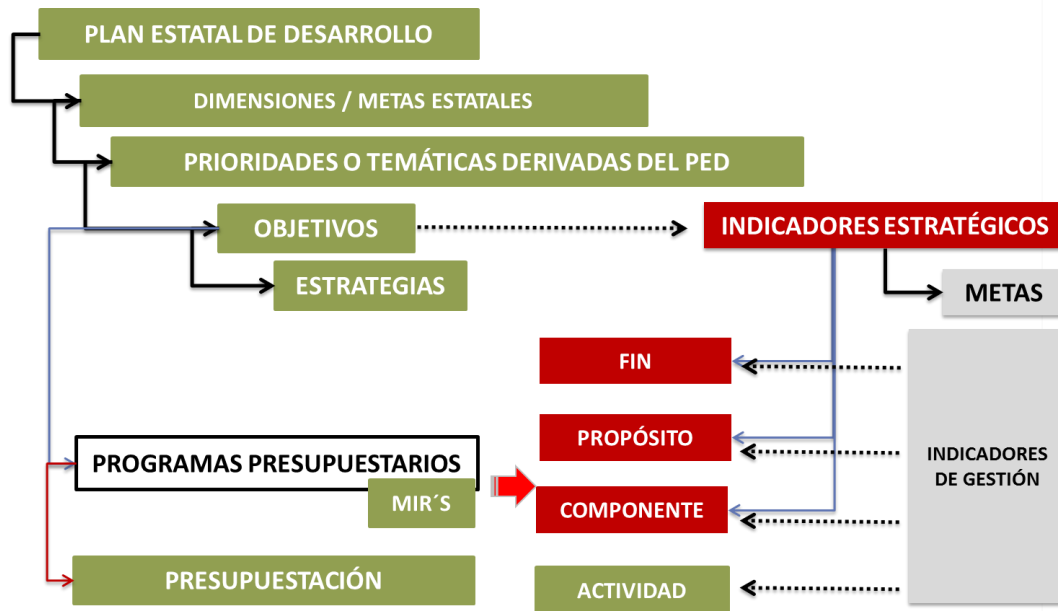 PLAN ESTATAL DE DESARROLLO
DIMENSIONES / METAS ESTATALES
PRIORIDADES O TEMÁTICAS DERIVADAS DEL PED
OBJETIVOS
INDICADORES ESTRATÉGICOS
ESTRATEGIAS
METAS
FIN
PROPÓSITO
PROGRAMAS PRESUPUESTARIOS
MIR´S
COMPONENTE
INDICADORES
DE GESTIÓN
PRESUPUESTACIÓN
ACTIVIDAD